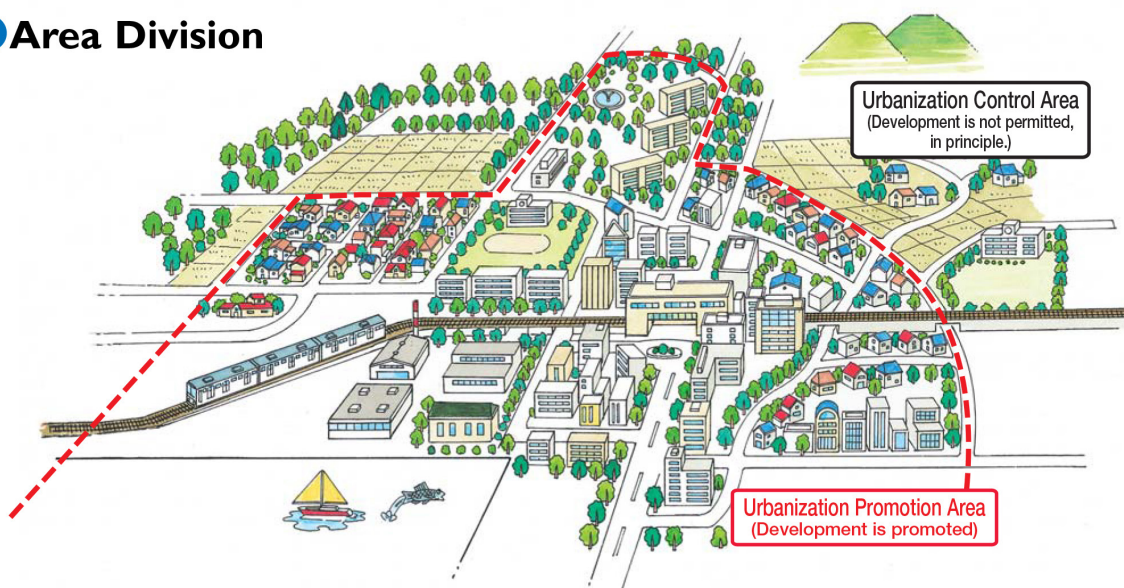 Area Division
Urbanization Control Area
(Development is not permitted,
in principle.)
Urbanization Promotion Area
(Development is promoted)